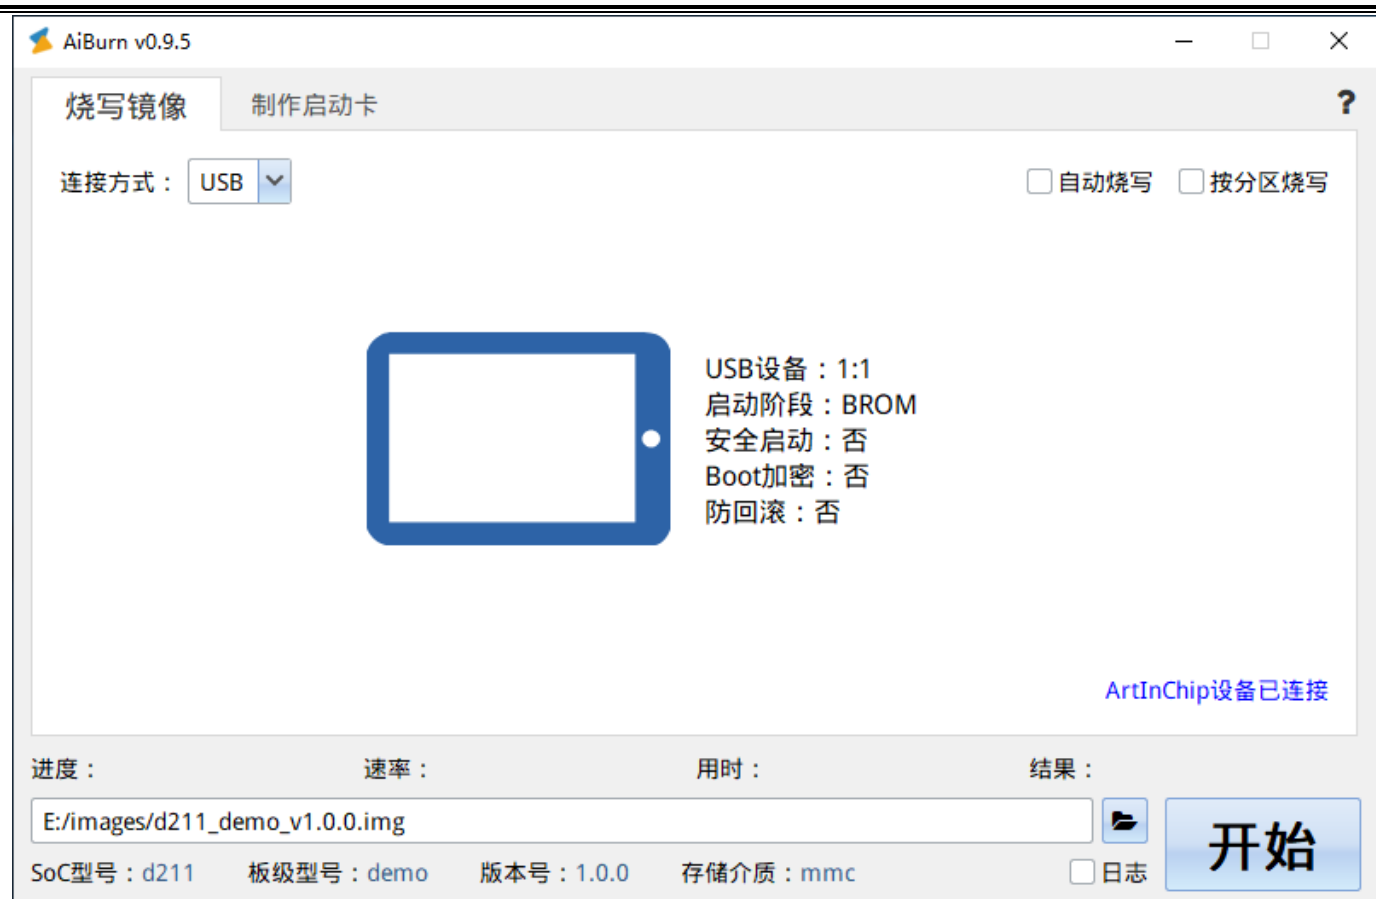 AiBurn v0.9.5
烧写镜像 制作启动卡 ?
连接方式： USB 自动烧写 按分区烧写
USB设备：1:1
启动阶段：BROM
安全启动：否
Boot加密：否
防回滚：否
ArtInChip设备已连接
进度： 速率： 用时： 结果：
E:/images/d211_demo_v1.0.0.img
开始
SoC型号：d211 板级型号：demo 版本号：1.0.0 存储介质：mmc 日志